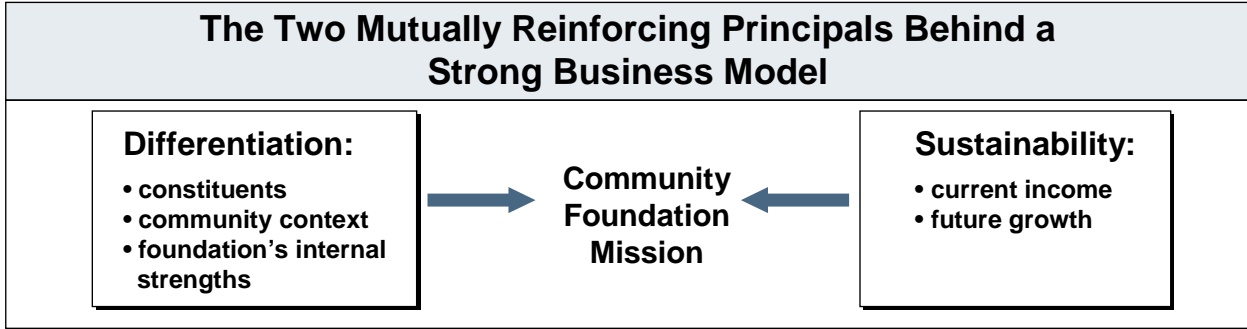 The Two Mutually Reinforcing Principals Behind a
Strong Business Model
Differentiation:
• constituents
• community context
• foundation’s internal
strengths
Community
Foundation
Mission
Sustainability:
• current income
• future growth